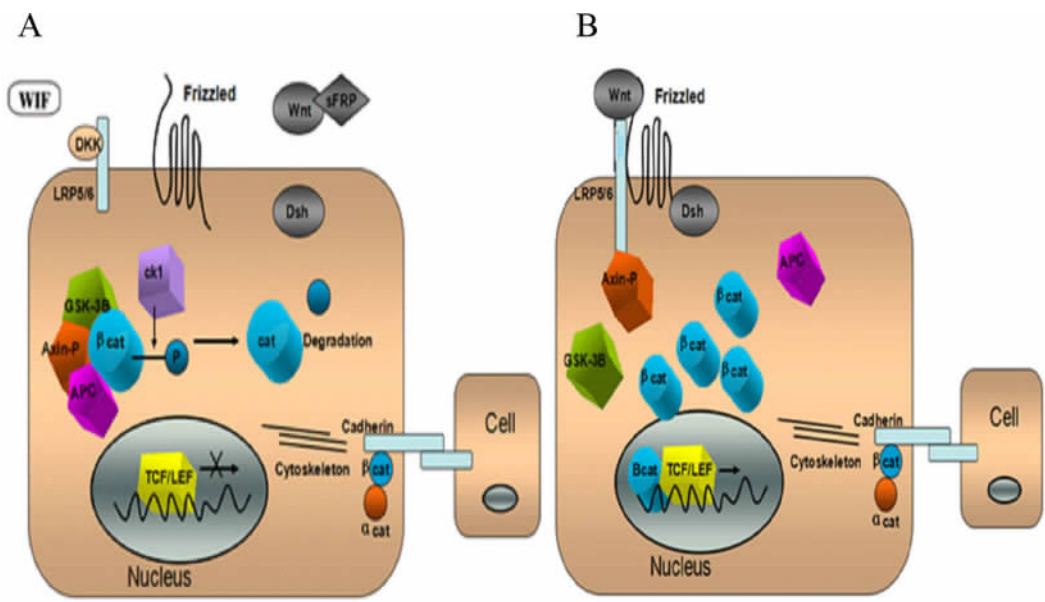 A
WIF
Frizzled
Wnt
sFRP
DKK
LRP5/6
Dsh
ck1
GSK-3B
Axin-P
β cat
P
cat
Degradation
APC
Cadherin
Cell
TCF/LEF
Cytoskeleton
β cat
α cat
Nucleus
B
Wnt
Frizzled
LRP5/6
Dsh
APC
Axin-P
β cat
β cat
GSK-3B
β cat
β cat
Cadherin
Cell
Bcat
TCF/LEF
Cytoskeleton
β cat
α cat
Nucleus